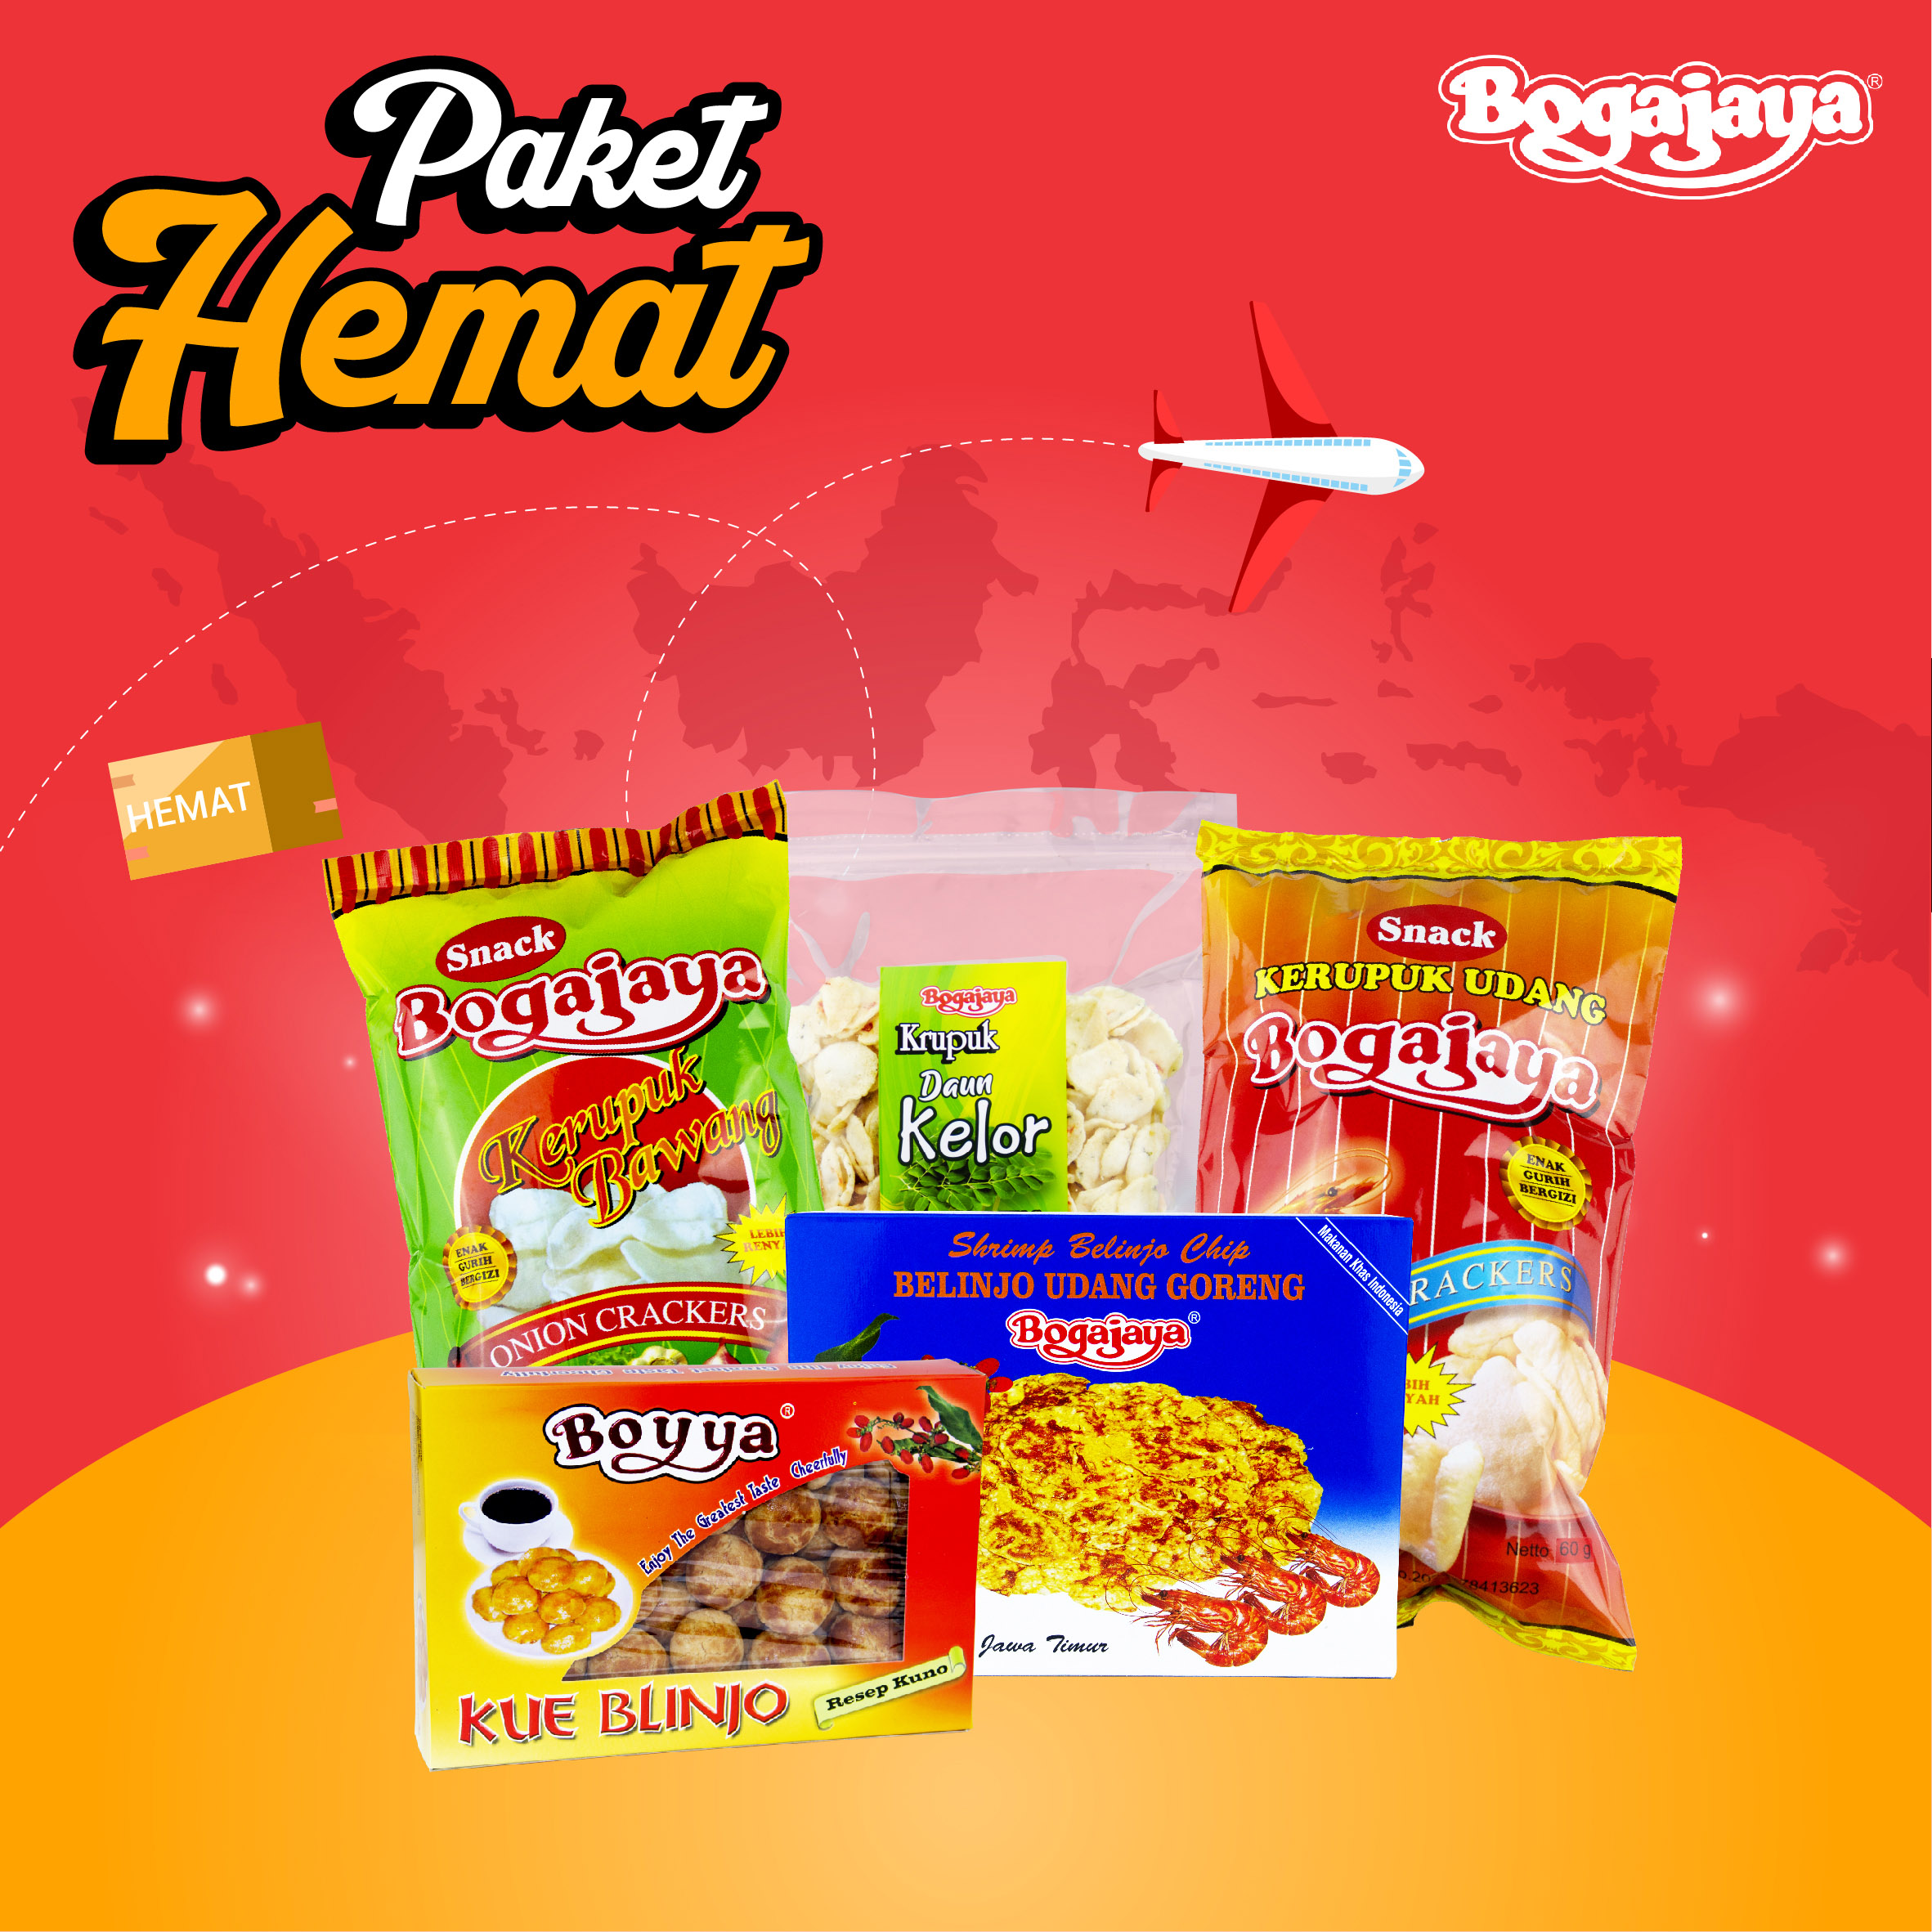 Paket
Hemat
Bogajaya®
HEMAT
Snack
Bogajaya
Kerupuk
Bawang
ENAK
GURIH
BERGIZI
ONION CRACKERS
Bogajaya
Krupuk
Daun
Kelor
Snack
KERUPUK UDANG
Bogajaya
ENAK
GURIH
BERGIZI
RACKERS
Netto 60 g
78413623
Shrimp Belinjo Chip
BELINJO UDANG GORENG
Bogajaya®
Makanan Khas Indonesia
Jawa Timur
Boyya®
Enjoy The Greatest Taste Cheerfully
KUE BLINJO
Resep Kuno